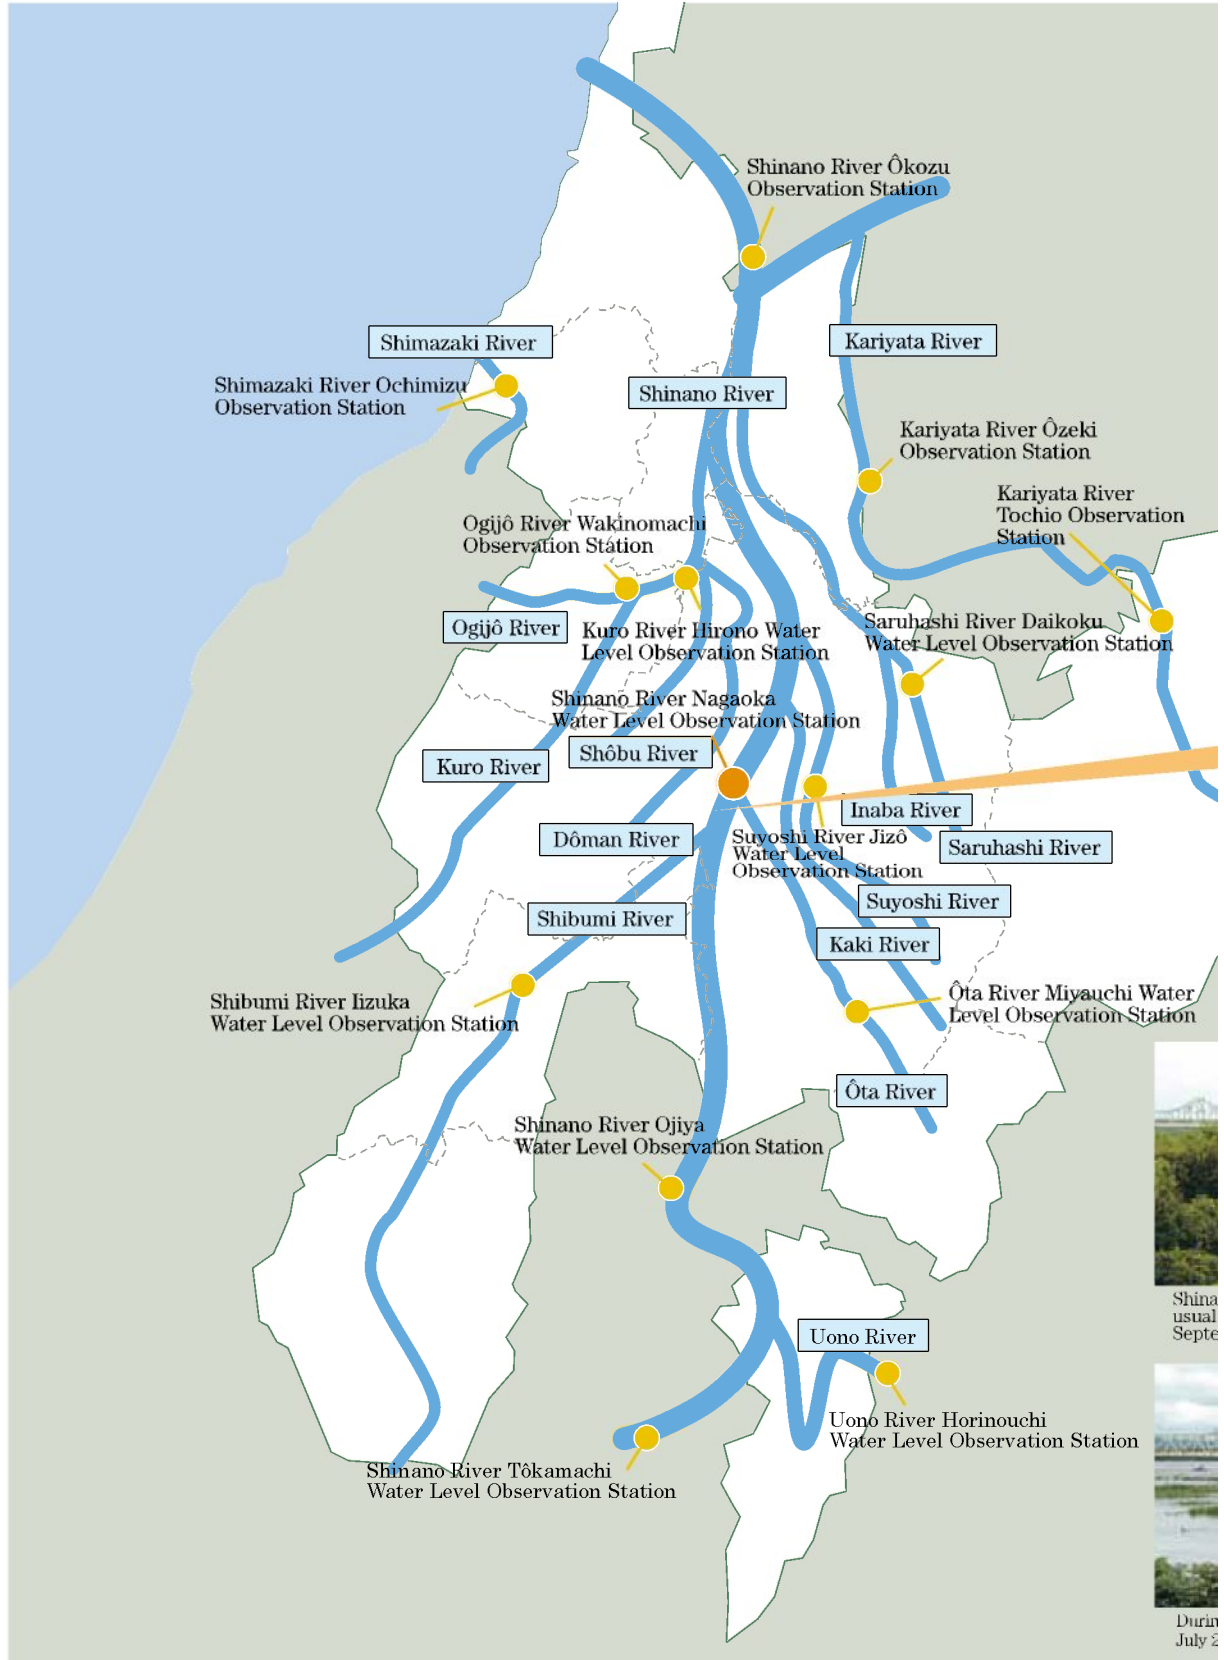 Shinano River Ôkozu
Observation Station
Shimazaki River
Kariyata River
Shimazaki River Ochimizu
Observation Station
Shinano River
Kariyata River Ôzeki
Observation Station
Kariyata River
Tochio Observation
Station
Ogijô River Wakinomachi
Observation Station
Ogijô River
Kuro River Hirono Water
Level Observation Station
Saruhashi River Daikoku
Water Level Observation Station
Shinano River Nagaoka
Water Level Observation Station
Shôbu River
Kuro River
Inaba River
Dôman River
Suyoshi River Jizô
Water Level
Observation Station
Saruhashi River
Suyoshi River
Shibumi River
Kaki River
Shibumi River Iizuka
Water Level Observation Station
Ôta River Miyauchi Water
Level Observation Station
Ôta River
Shinano River Ojiya
Water Level Observation Station
Shina
usual
Septe
Uono River
Uono River Horinouchi
Water Level Observation Station
Shinano River Tôkamachi
Water Level Observation Station
Durin
July 2